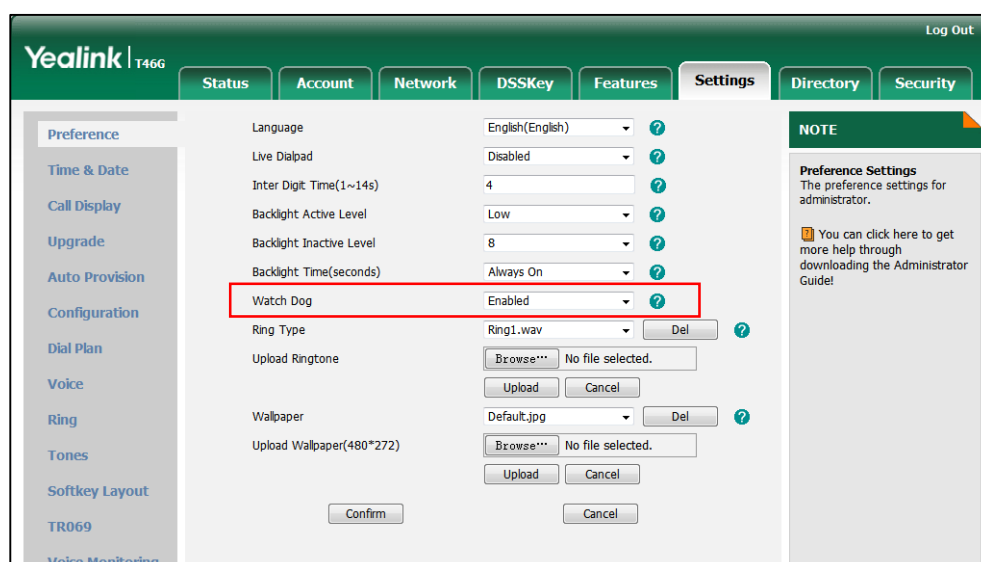 Log Out
Yealink T46G
Status Account Network DSSKey Features Settings Directory Security
Preference
Time & Date
Call Display
Upgrade
Auto Provision
Configuration
Dial Plan
Voice
Ring
Tones
Softkey Layout
TR069
Voice Monitoring
Language English(English) ?
Live Dialpad Disabled ?
Inter Digit Time(1~14s) 4 ?
Backlight Active Level Low ?
Backlight Inactive Level 8 ?
Backlight Time(seconds) Always On ?
Watch Dog Enabled ?
Ring Type Ring1.wav Del ?
Upload Ringtone Browse... No file selected.
Upload Cancel
Wallpaper Default.jpg Del ?
Upload Wallpaper(480*272) Browse... No file selected.
Upload Cancel
Confirm Cancel
NOTE
Preference Settings
The preference settings for
administrator.
? You can click here to get
more help through
downloading the Administrator
Guide!